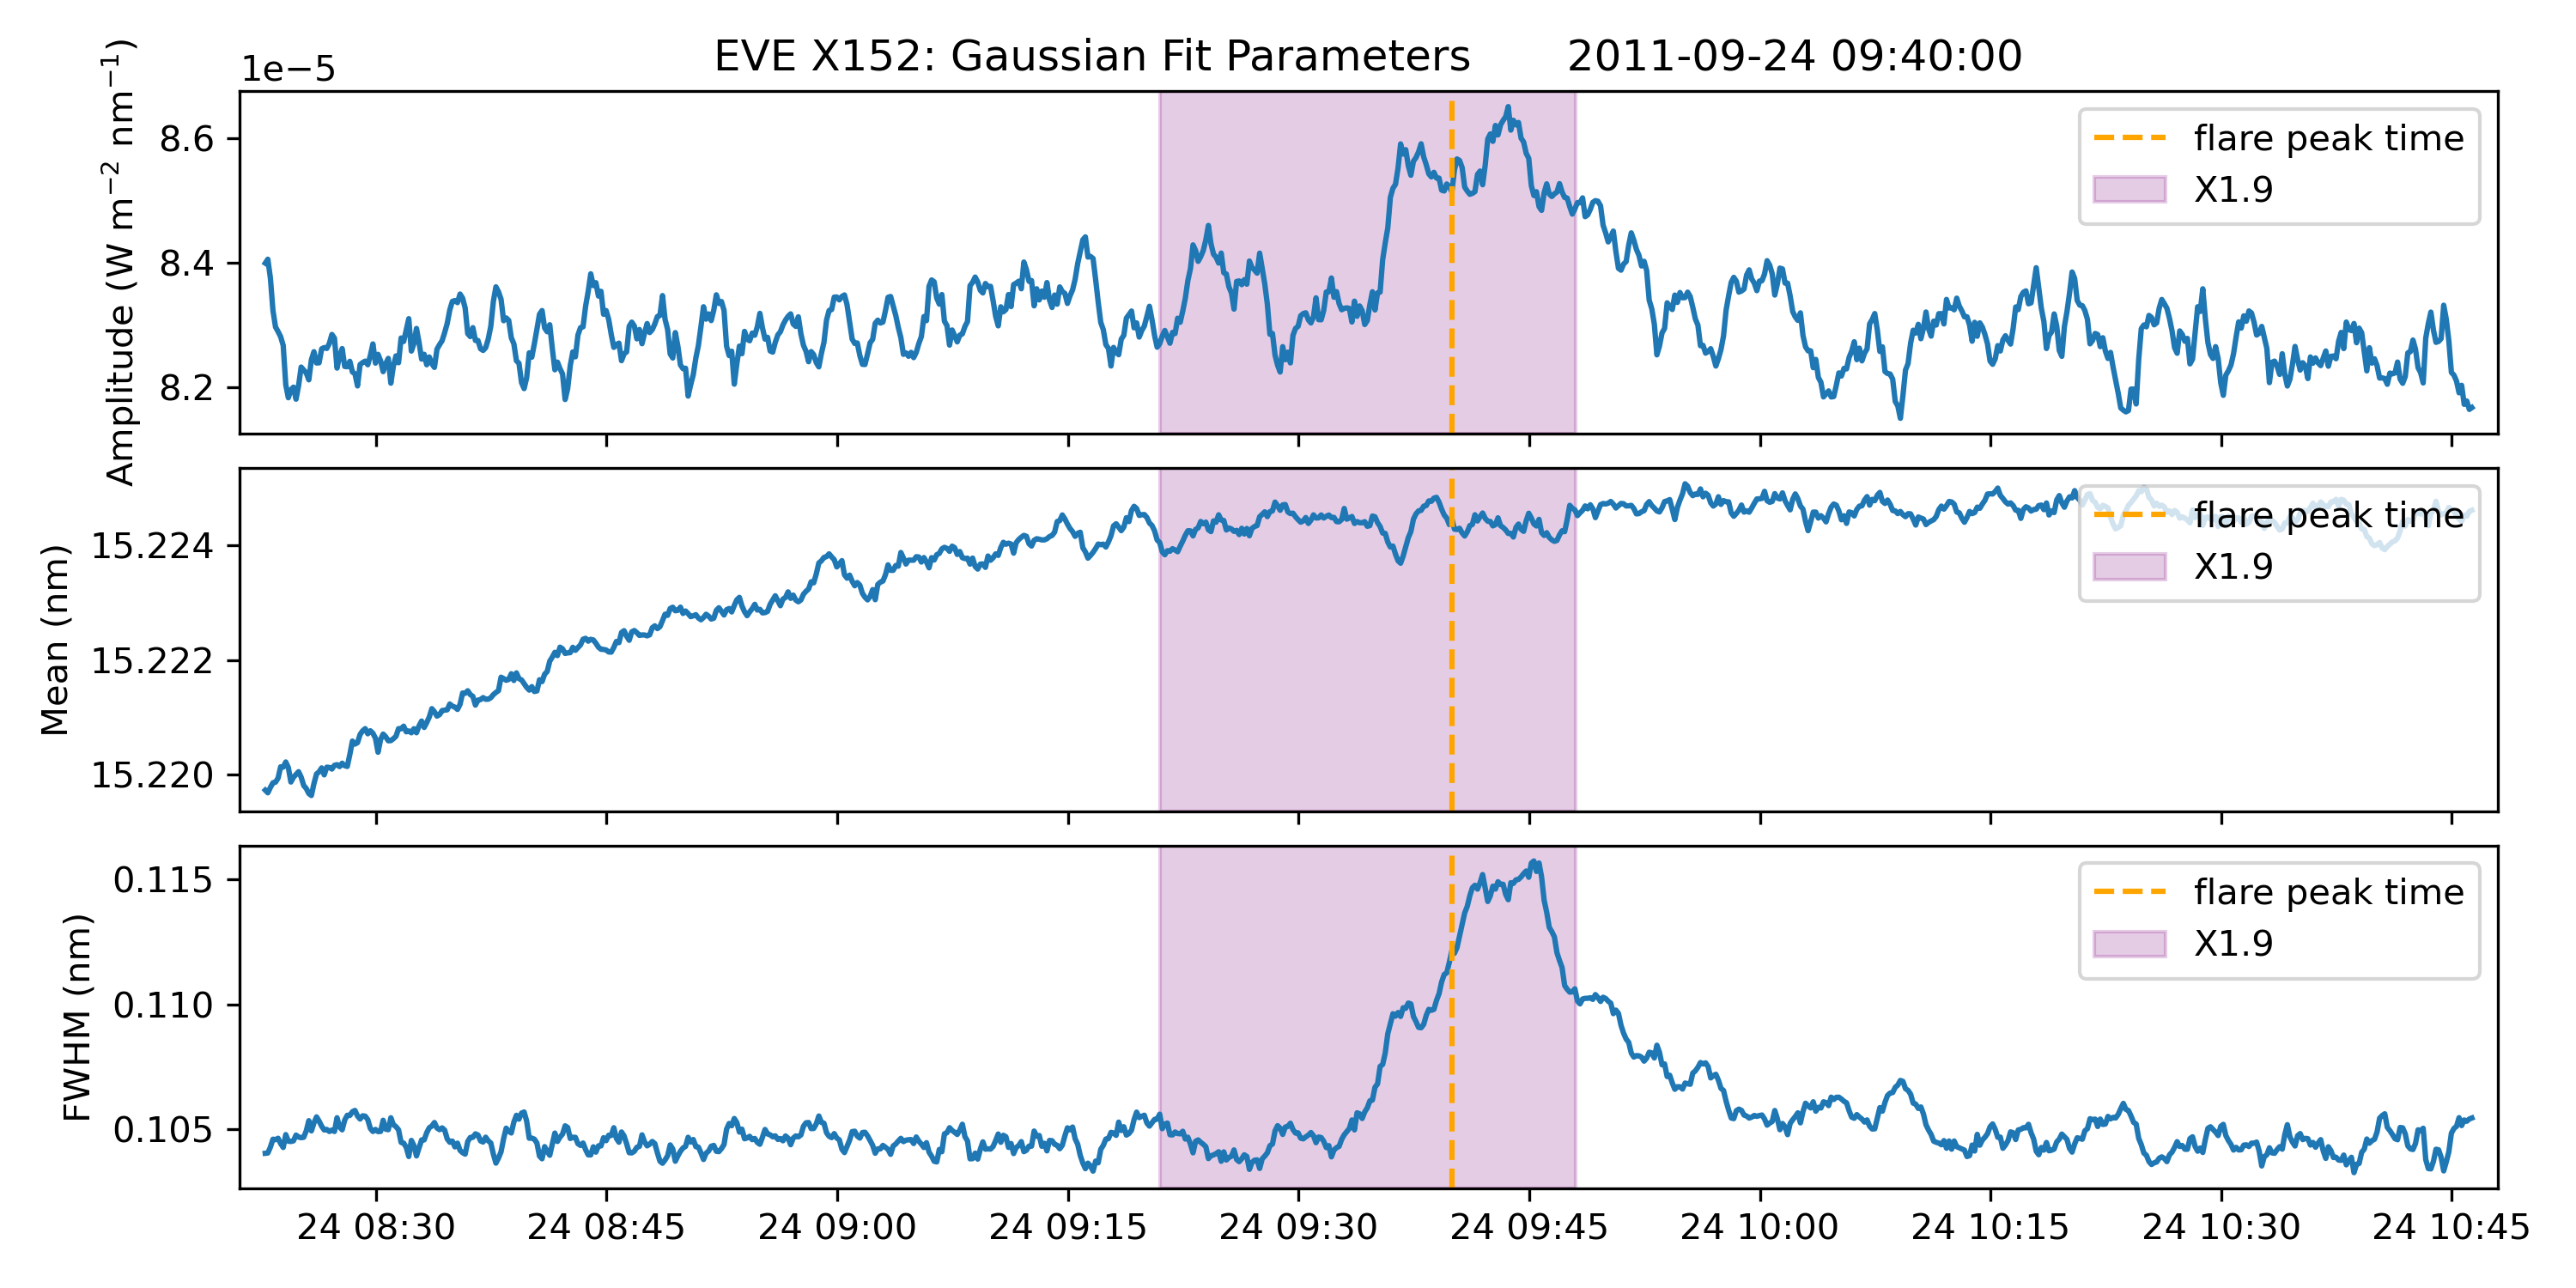 EVE X152: Gaussian Fit Parameters 2011-09-24 09:40:00
1e−5
Amplitude (W m−2 nm−1)
8.6
8.4
8.2
flare peak time
X1.9
Mean (nm)
15.224
15.222
15.220
flare peak time
X1.9
FWHM (nm)
0.115
0.110
0.105
flare peak time
X1.9
24 08:30 24 08:45 24 09:00 24 09:15 24 09:30 24 09:45 24 10:00 24 10:15 24 10:30 24 10:45